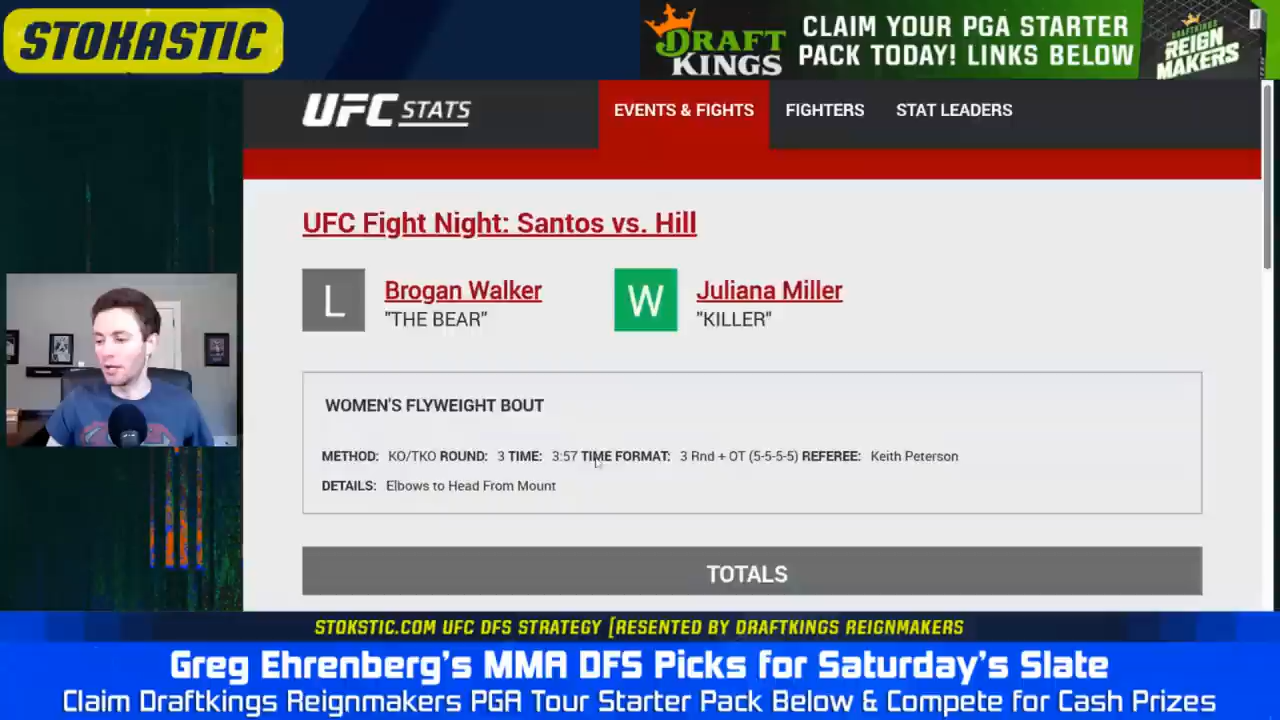 STOKASTIC
DRAFT KINGS
CLAIM YOUR PGA STARTER
PACK TODAY! LINKS BELOW
DRAFTKINGS
REIGN
MAKERS
UFC STATS
EVENTS & FIGHTS FIGHTERS STAT LEADERS
UFC Fight Night: Santos vs. Hill
L Brogan Walker W Juliana Miller
"THE BEAR" "KILLER"
WOMEN'S FLYWEIGHT BOUT
METHOD: KO/TKO ROUND: 3 TIME: 3:57 TIME FORMAT: 3 Rnd + OT (5-5-5-5) REFEREE: Keith Peterson
DETAILS: Elbows to Head From Mount
TOTALS
STOKSTIC.COM UFC DFS STRATEGY [RESENTED BY DRAFTKINGS REIGNMAKERS
Greg Ehrenberg's MMA DFS Picks for Saturday's Slate
Claim Draftkings Reignmakers PGA Tour Starter Pack Below & Compete for Cash Prizes